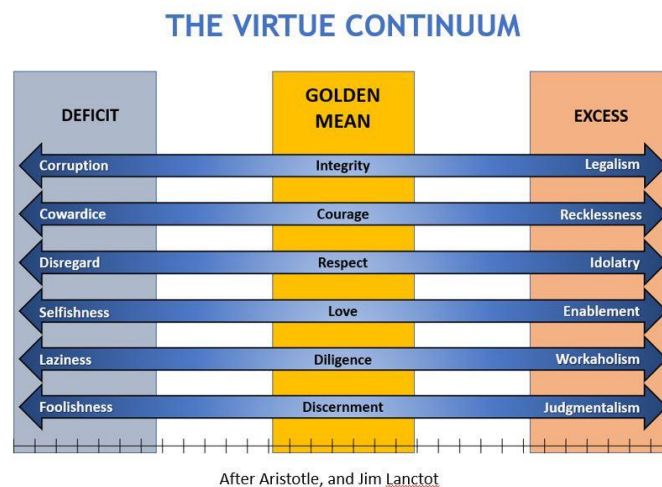 THE VIRTUE CONTINUUM
DEFICIT
GOLDEN
MEAN
EXCESS
Corruption Integrity Legalism
Cowardice Courage Recklessness
Disregard Respect Idolatry
Selfishness Love Enablement
Laziness Diligence Workaholism
Foolishness Discernment Judgmentalism
After Aristotle, and Jim Lanctot